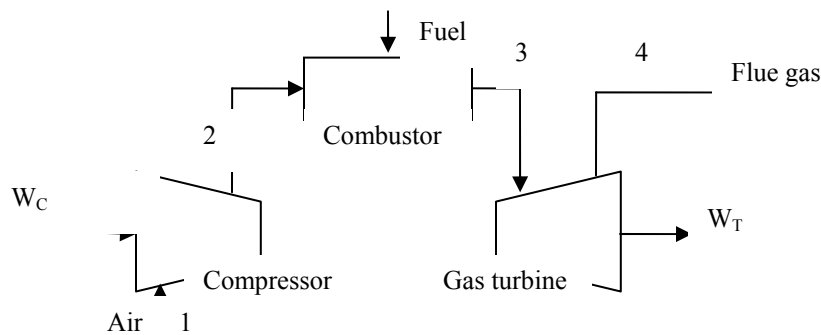 Fuel
3
4
Flue gas
2
Combustor
W_C
W_T
Compressor
Gas turbine
Air 1